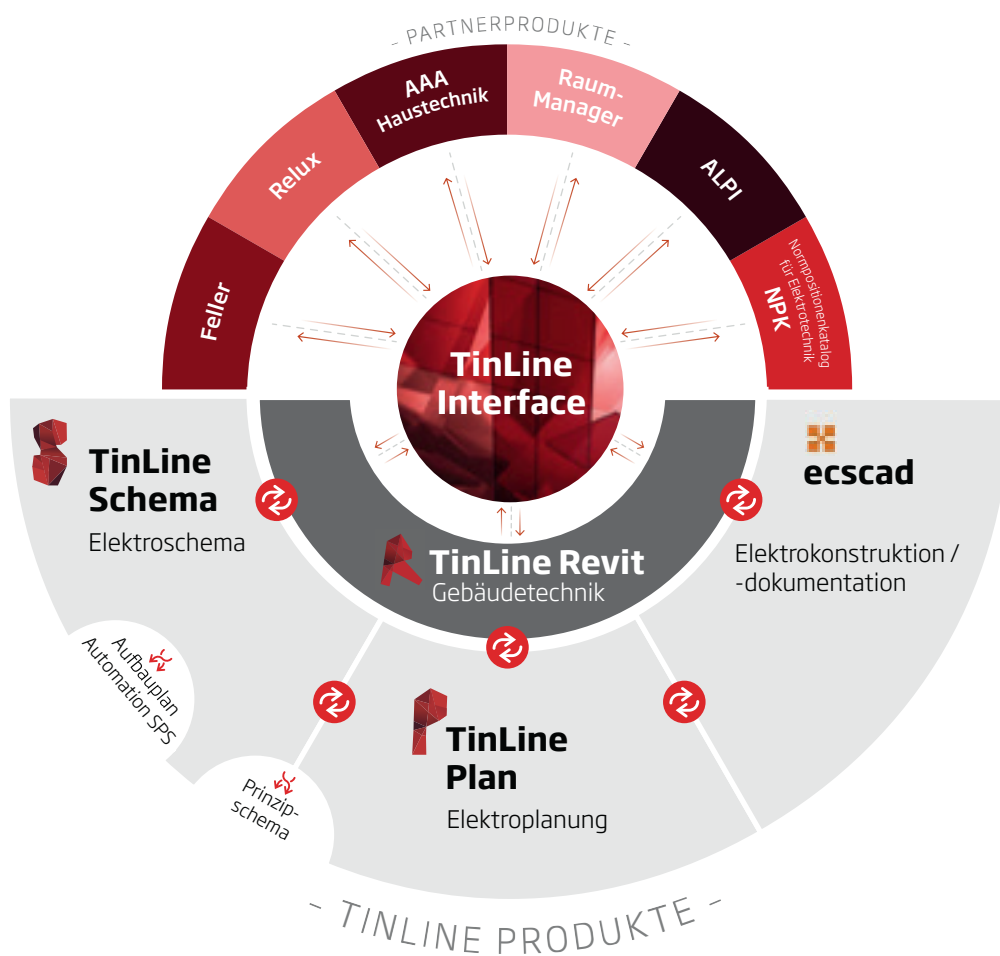 - PARTNERPRODUKTE -
Feller
Relux
AAA
Haustechnik
Raum-
Manager
ALPI
Normpositionenkatalog
für Elektrotechnik
NPK
TinLine
Interface
TinLine
Schema
Elektroschema
TinLine Revit
Gebäudetechnik
ecscad
Elektrokonstruktion /
-dokumentation
Aufbauplan
Automation SPS
Prinzip-
schema
TinLine
Plan
Elektroplanung
- TINLINE PRODUKTE -